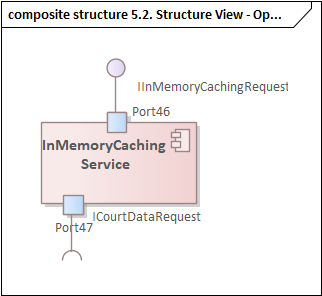 composite structure 5.2. Structure View - Op...
IInMemoryCachingRequest
Port46
InMemoryCaching
Service
ICourtDataRequest
Port47